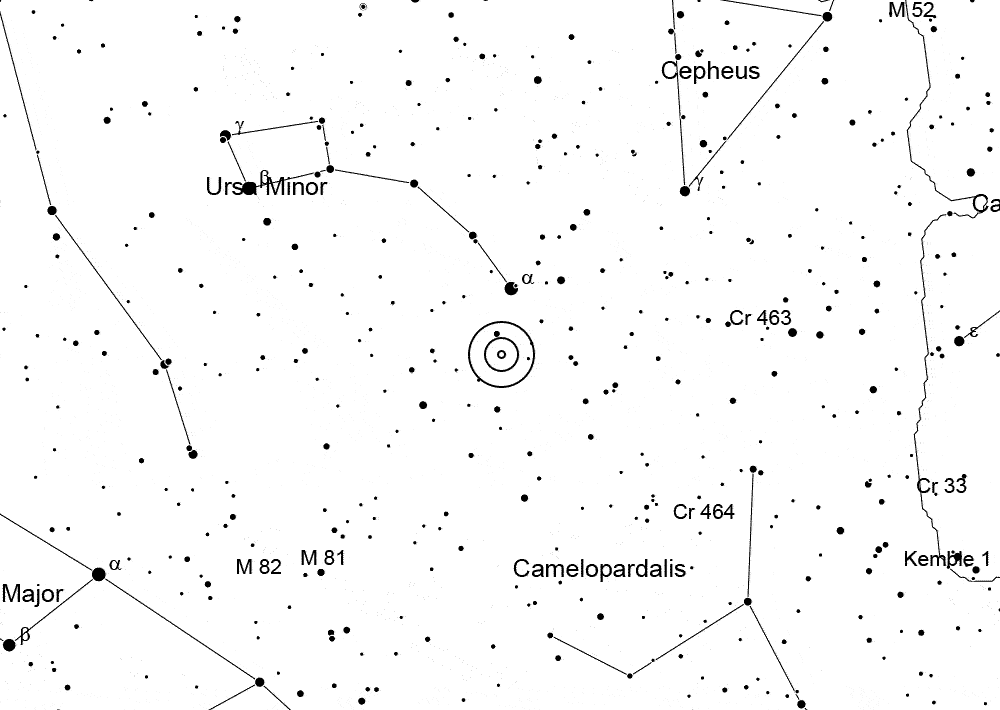 M 52
Cepheus
γ
β
Ursa Minor
γ
Ca
α
Cr 463
ε
Cr 33
Cr 464
Kemble 1
α
M 82
M 81
Camelopardalis
Major
β